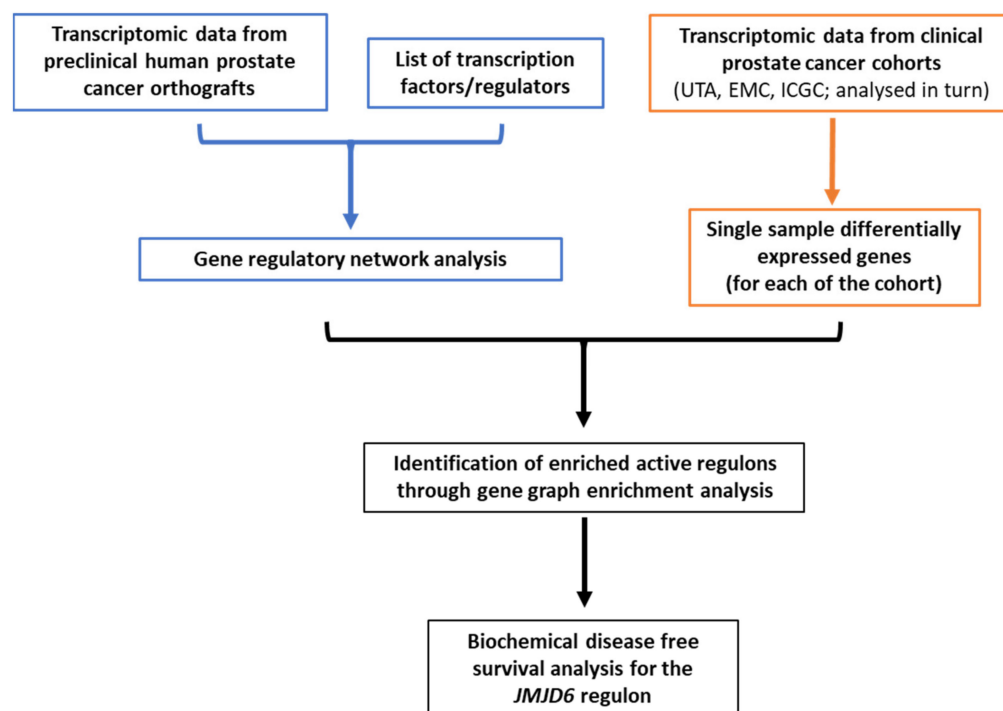 Transcriptomic data from
preclinical human prostate
cancer orthografts
List of transcription
factors/regulators
Transcriptomic data from clinical
prostate cancer cohorts
(UTA, EMC, ICGC; analysed in turn)
Gene regulatory network analysis
Single sample differentially
expressed genes
(for each of the cohort)
Identification of enriched active regulons
through gene graph enrichment analysis
Biochemical disease free
survival analysis for the
JMJD6 regulon